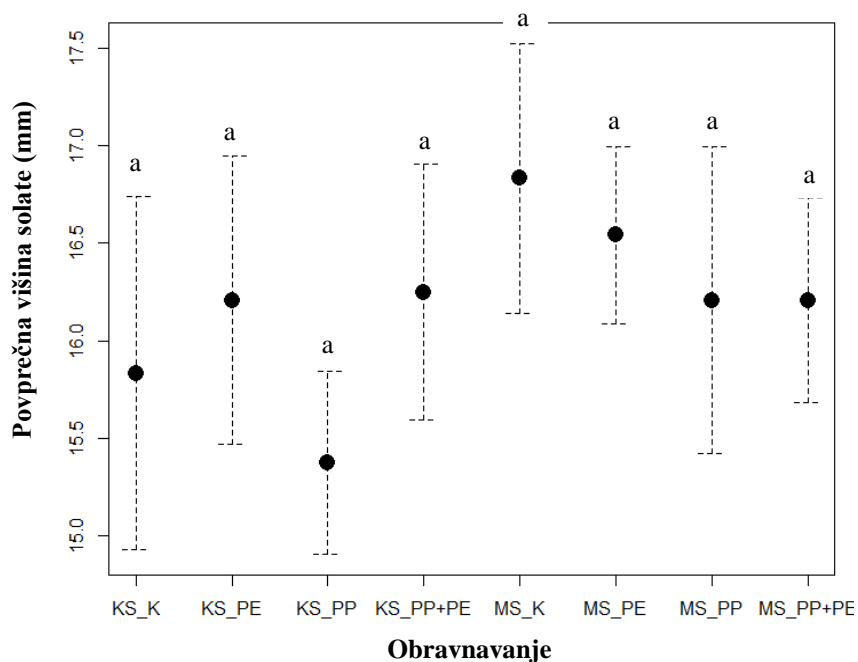 a
a a
a a a
a
a
a
17.5
17.0
16.5
16.0
15.5
15.0
Povprečna višina solate (mm)
KS_K KS_PE KS_PP KS_PP+PE MS_K MS_PE MS_PP MS_PP+PE
Obravnavanje